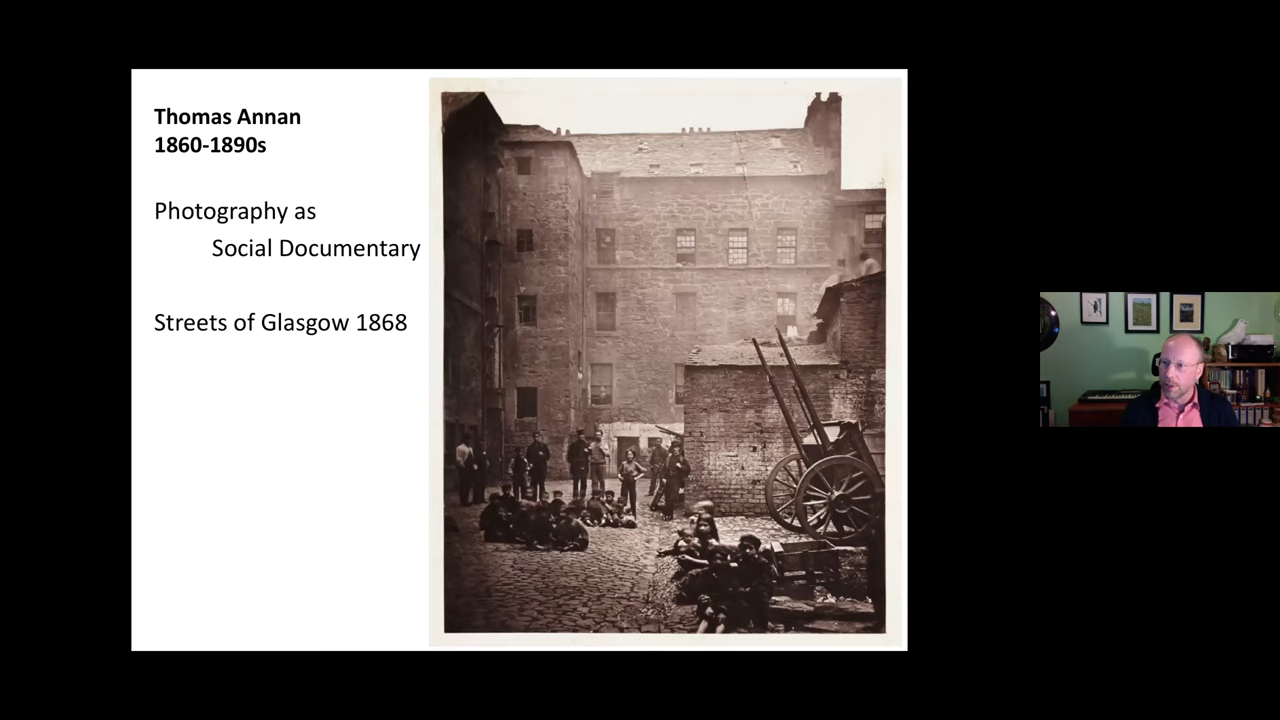 Thomas Annan
1860-1890s
Photography as
Social Documentary
Streets of Glasgow 1868